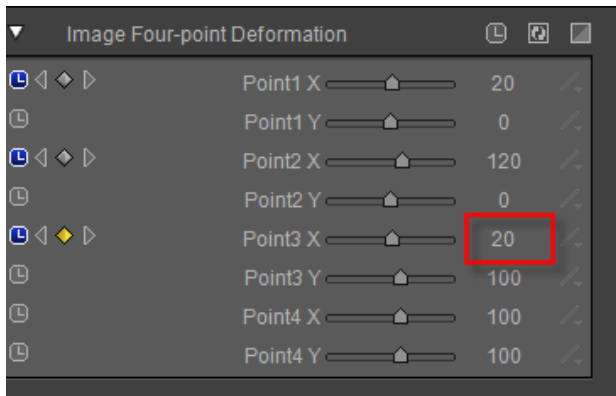 Image Four-point Deformation
Point1 X 20
Point1 Y 0
Point2 X 120
Point2 Y 0
Point3 X 20
Point3 Y 100
Point4 X 100
Point4 Y 100